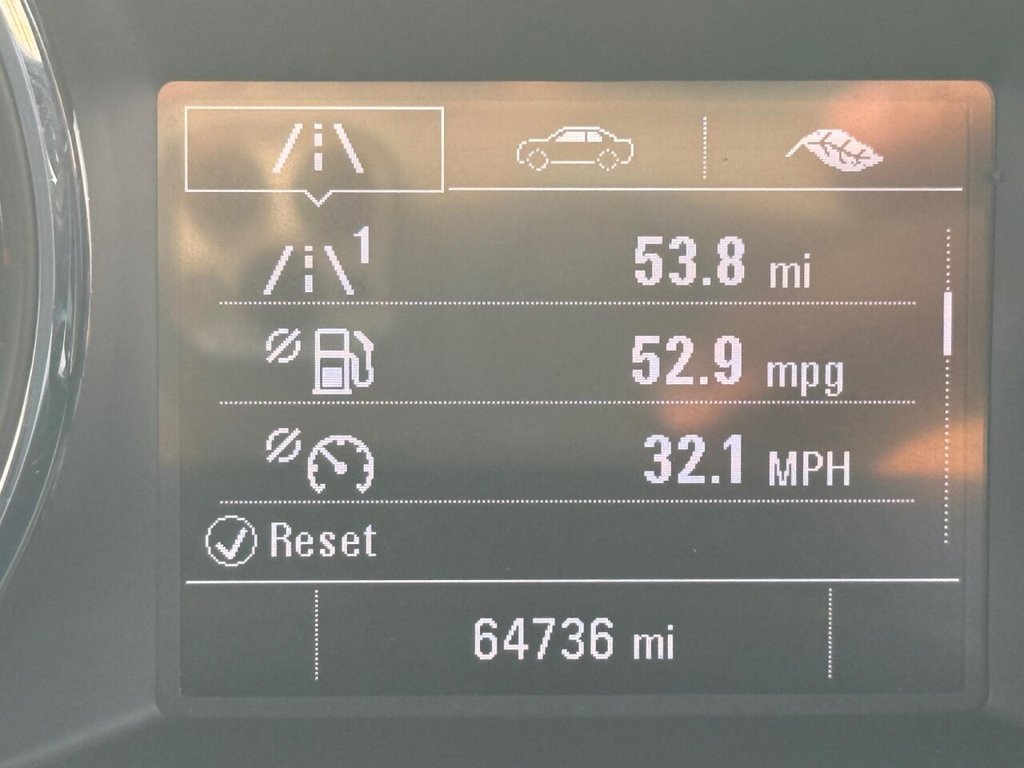 1 53.8 mi
52.9 mpg
32.1 MPH
Reset
64736 mi